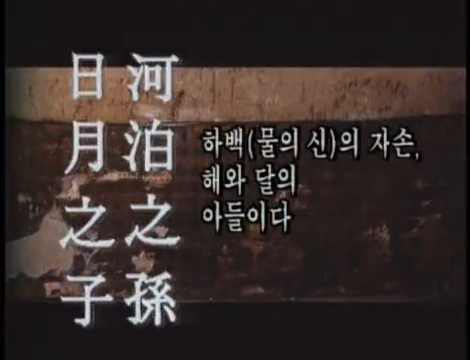 河泊之孫
日月之子
하백(물의 신)의 자손,
해와 달의
아들이다